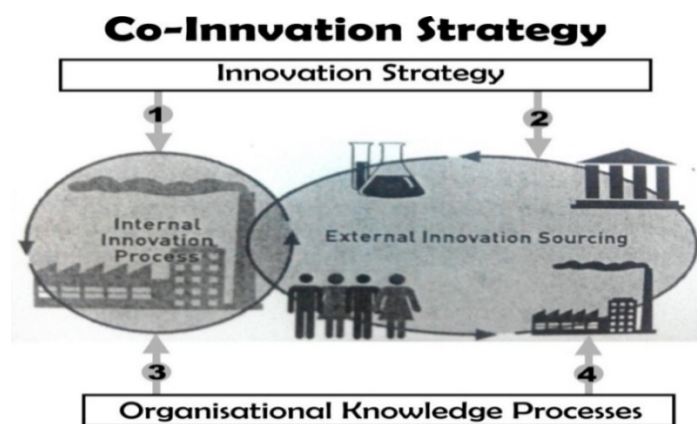 Co-Innvation Strategy
Innovation Strategy
1
2
Internal
Innovation
Process
External Innovation Sourcing
3
4
Organisational Knowledge Processes